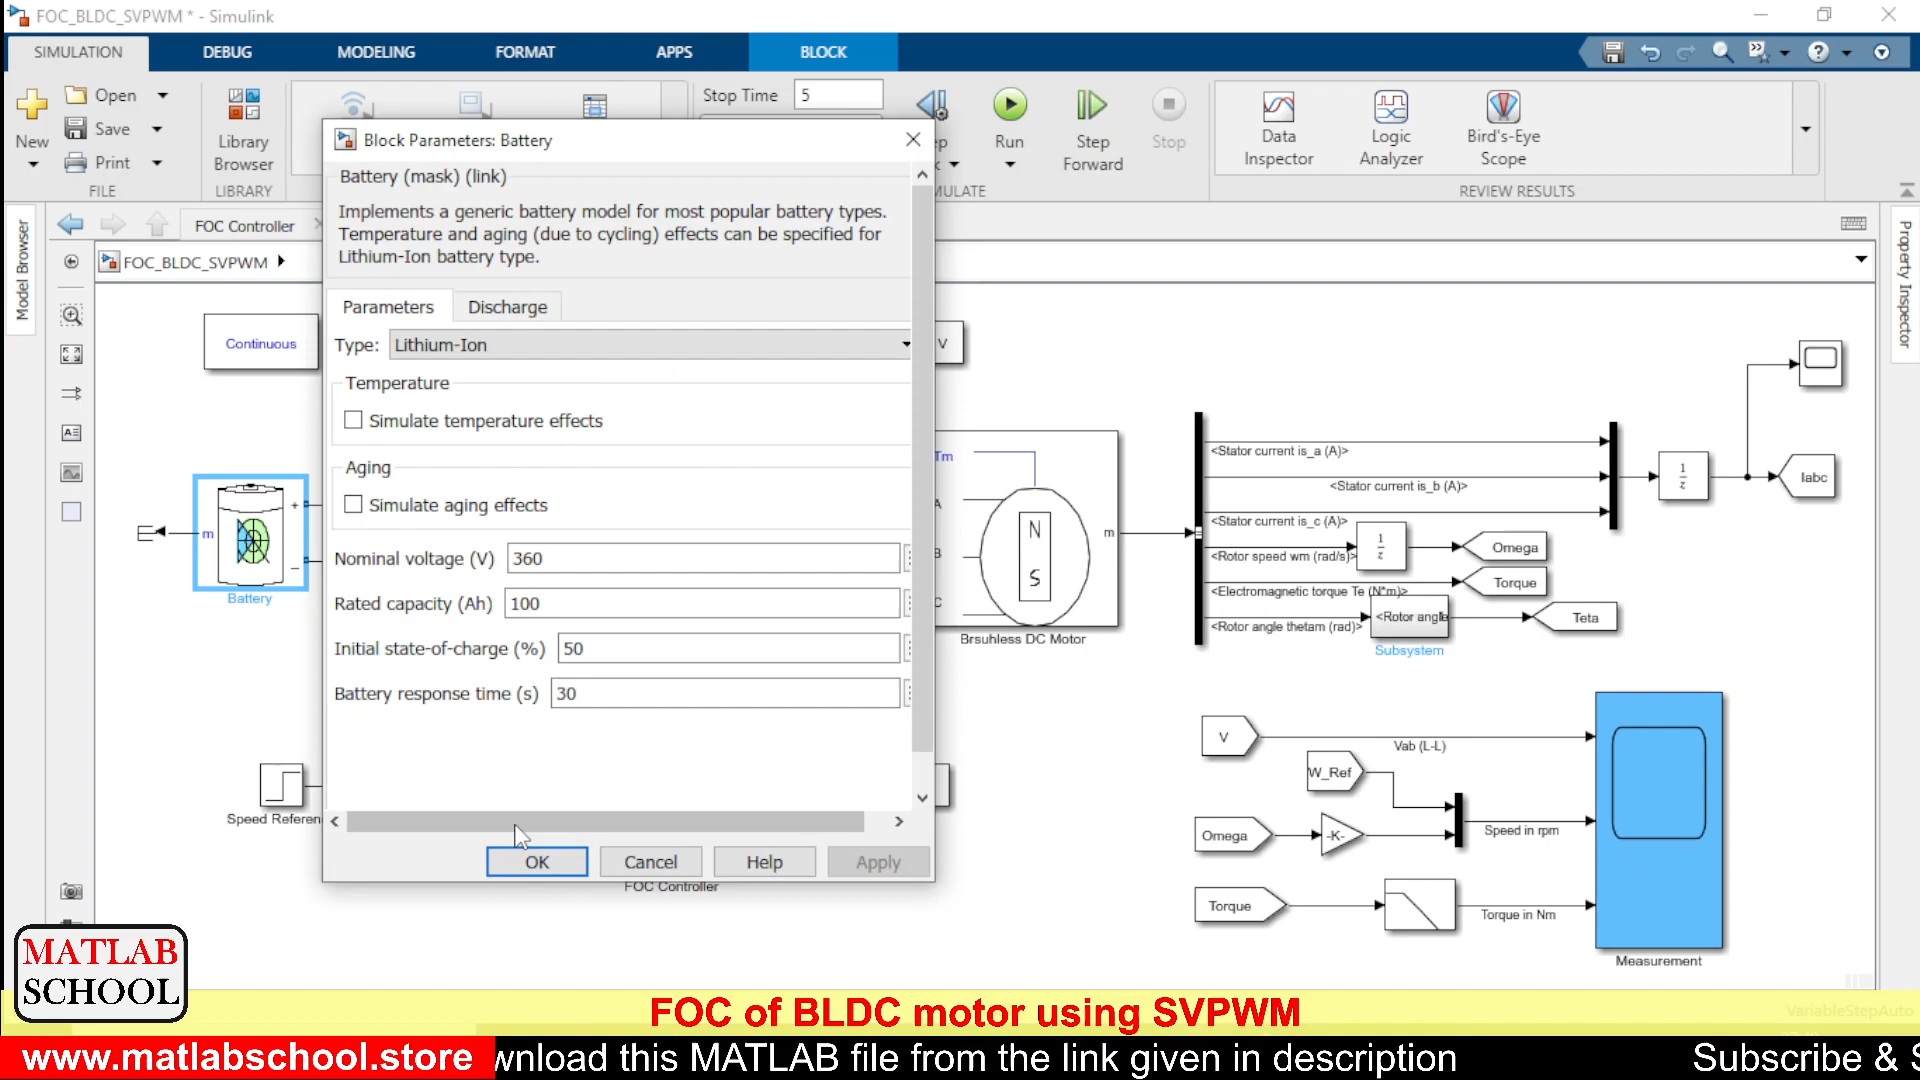 FOC_BLDC_SVPWM * - Simulink
SIMULATION
DEBUG
MODELING
FORMAT
APPS
BLOCK
New
Open
Save
Print
FILE
Library
Browser
LIBRARY
Stop Time
5
Run
Step
Forward
Stop
Data
Inspector
Logic
Analyzer
Bird's-Eye
Scope
REVIEW RESULTS
Model Browser
Property Inspector
FOC Controller
FOC_BLDC_SVPWM
Block Parameters: Battery
Battery (mask) (link)
Implements a generic battery model for most popular battery types.
Temperature and aging (due to cycling) effects can be specified for
Lithium-Ion battery type.
Parameters
Discharge
Type: Lithium-Ion
Temperature
Simulate temperature effects
Aging
Simulate aging effects
Nominal voltage (V) 360
Rated capacity (Ah) 100
Initial state-of-charge (%) 50
Battery response time (s) 30
OK
Cancel
Help
Apply
Continuous
m
+
-
Battery
Speed Referen
FOC Controller
V
Tm
A
B
C
N
S
m
Brsuhless DC Motor
<Stator current is_a (A)>
<Stator current is_b (A)>
<Stator current is_c (A)>
<Rotor speed wm (rad/s)>
<Electromagnetic torque Te (N*m)>
<Rotor angle thetam (rad)>
1
z
1
z
Iabc
Omega
Torque
<Rotor angle
Teta
Subsystem
V
Vab (L-L)
W_Ref
Omega
-K-
Speed in rpm
Torque
Torque in Nm
Measurement
VariableStepAuto
MATLAB
SCHOOL
FOC of BLDC motor using SVPWM
www.matlabschool.store
wnload this MATLAB file from the link given in description
Subscribe & S